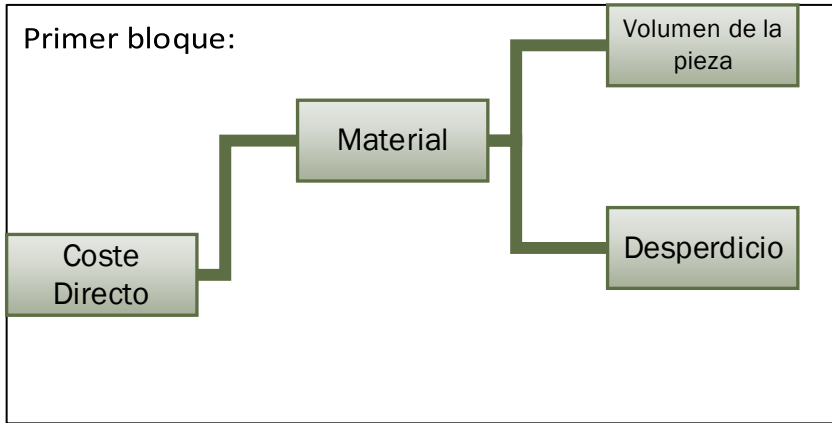 Primer bloque:
Volumen de la
pieza
Material
Coste
Directo
Desperdicio